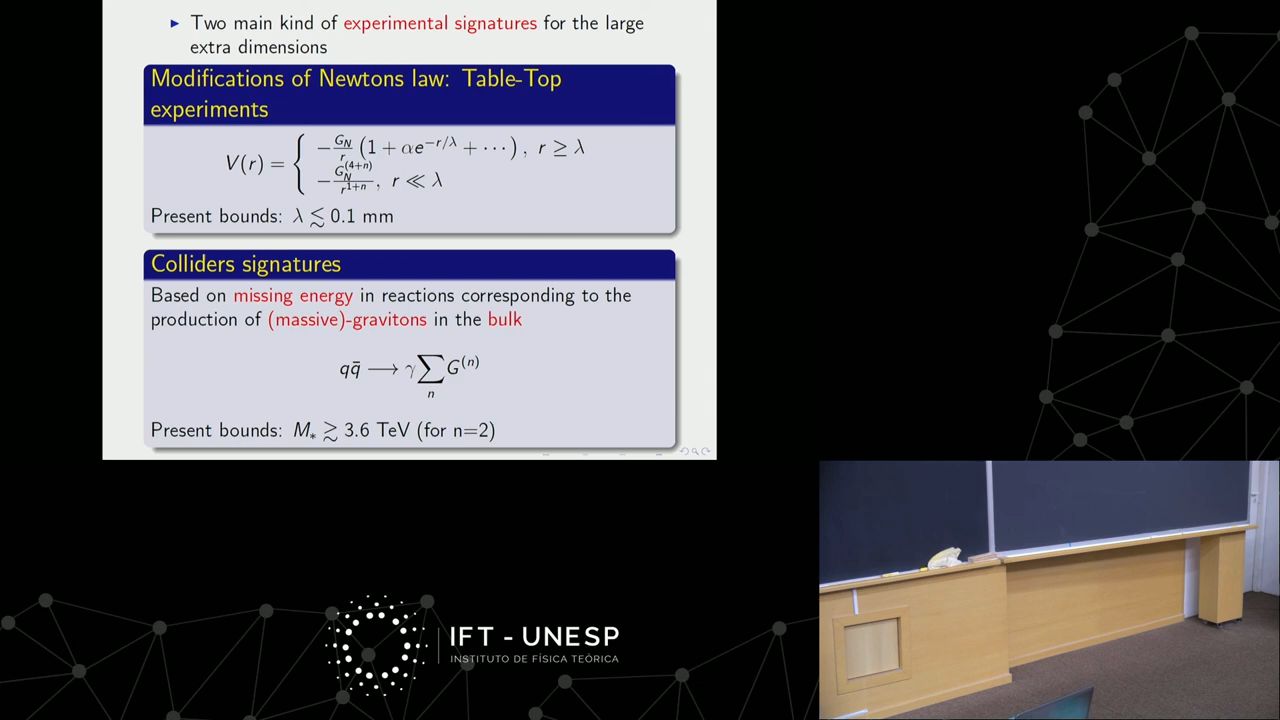 ▶ Two main kind of experimental signatures for the large
extra dimensions
Modifications of Newtons law: Table-Top
experiments
V(r) = { −G_N/r (1 + αe^{−r/λ} + ···), r ≥ λ
−G_N^{(4+n)}/r^{1+n}, r ≪ λ
Present bounds: λ ≲ 0.1 mm
Colliders signatures
Based on missing energy in reactions corresponding to the
production of (massive)-gravitons in the bulk
qq̄ ⟶ γ ∑_n G^{(n)}
Present bounds: M_* ≳ 3.6 TeV (for n=2)
IFT - UNESP
INSTITUTO DE FÍSICA TEÓRICA